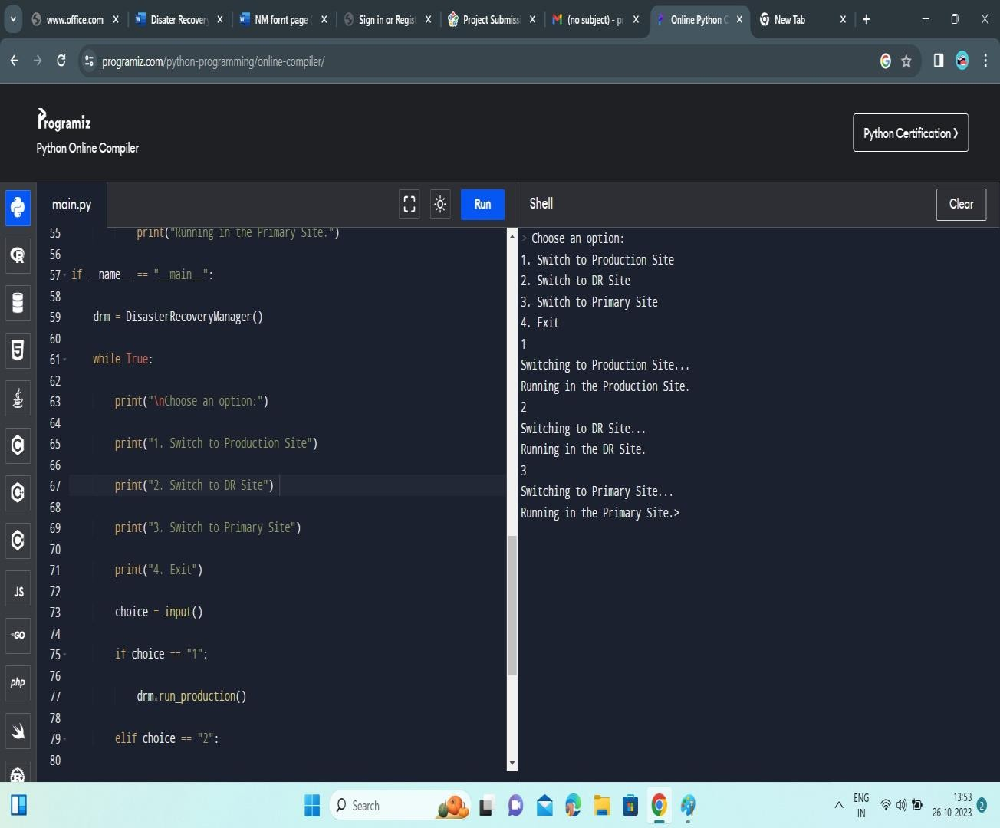 www.office.com
Disater Recovery
NM fornt page (
Sign in or Regist
Project Submiss
(no subject) - pr
Online Python C
New Tab
programiz.com/python-programming/online-compiler/
Programiz
Python Online Compiler
Python Certification >
main.py
Run
Shell
Clear
55 print("Running in the Primary Site.")
56
57 if __name__ == "__main__":
58
59 drm = DisasterRecoveryManager()
60
61 while True:
62
63 print("\nChoose an option:")
64
65 print("1. Switch to Production Site")
66
67 print("2. Switch to DR Site")
68
69 print("3. Switch to Primary Site")
70
71 print("4. Exit")
72
73 choice = input()
74
75 if choice == "1":
76
77 drm.run_production()
78
79 elif choice == "2":
80
> Choose an option:
1. Switch to Production Site
2. Switch to DR Site
3. Switch to Primary Site
4. Exit
1
Switching to Production Site...
Running in the Production Site.
2
Switching to DR Site...
Running in the DR Site.
3
Switching to Primary Site...
Running in the Primary Site.>
JS
GO
php
Search
ENG
IN
13:53
26-10-2023
2